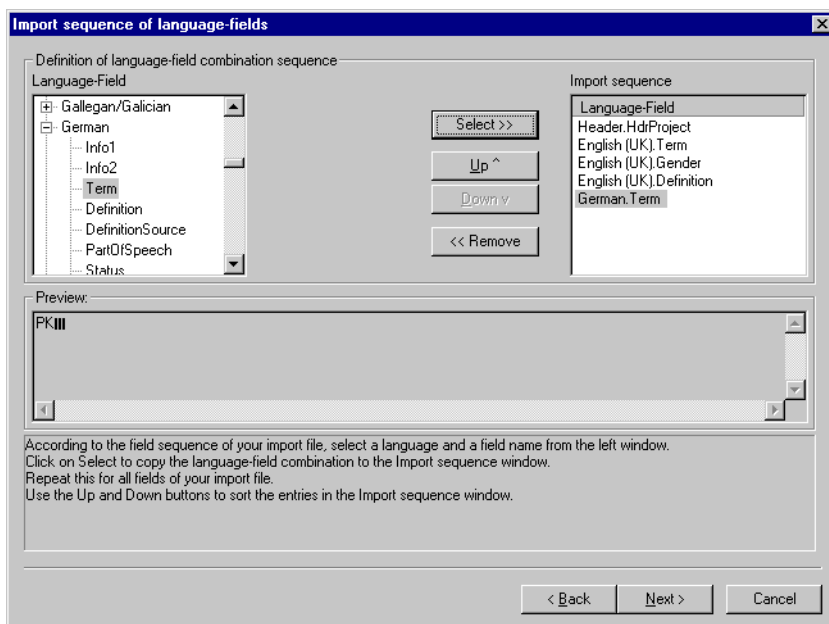 Import sequence of language-fields
Definition of language-field combination sequence
Language-Field
Gallegan/Galician
German
Info1
Info2
Term
Definition
DefinitionSource
PartOfSpeech
Status
Select >>
Up ^
Down v
<< Remove
Import sequence
Language-Field
Header.HdrProject
English (UK).Term
English (UK).Gender
English (UK).Definition
German.Term
Preview:
PK
According to the field sequence of your import file, select a language and a field name from the left window.
Click on Select to copy the language-field combination to the Import sequence window.
Repeat this for all fields of your import file.
Use the Up and Down buttons to sort the entries in the Import sequence window.
< Back
Next >
Cancel